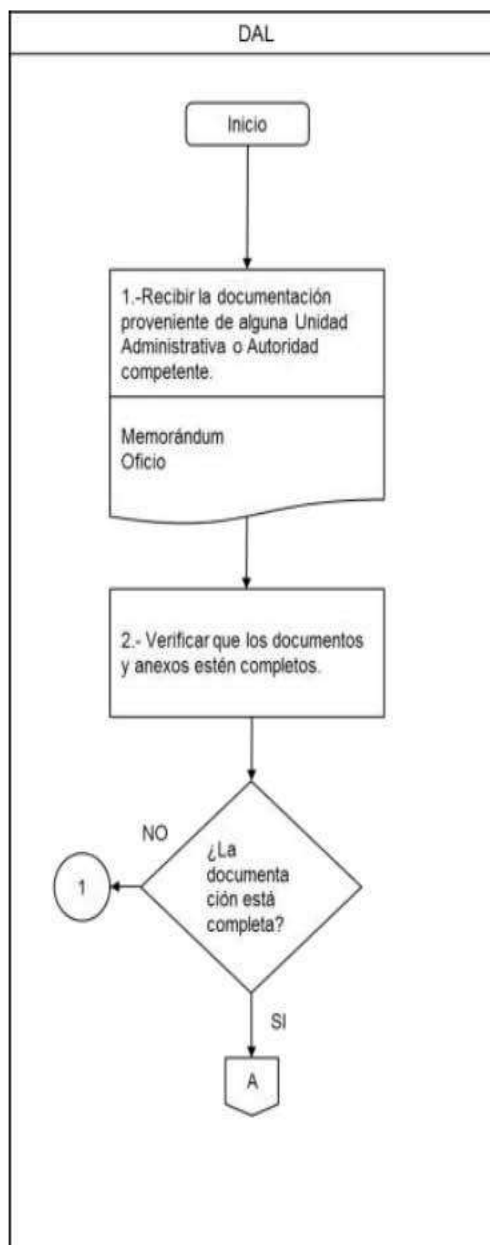 DAL
Inicio
1.-Recibir la documentación
proveniente de alguna Unidad
Administrativa o Autoridad
competente.
Memorándum
Oficio
2.- Verificar que los documentos
y anexos estén completos.
NO
¿La
documenta
ción está
completa?
1
SI
A